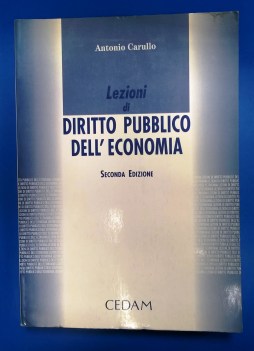 Antonio Carullo
Lezioni
di
DIRITTO PUBBLICO
DELL'ECONOMIA
SECONDA EDIZIONE
CEDAM